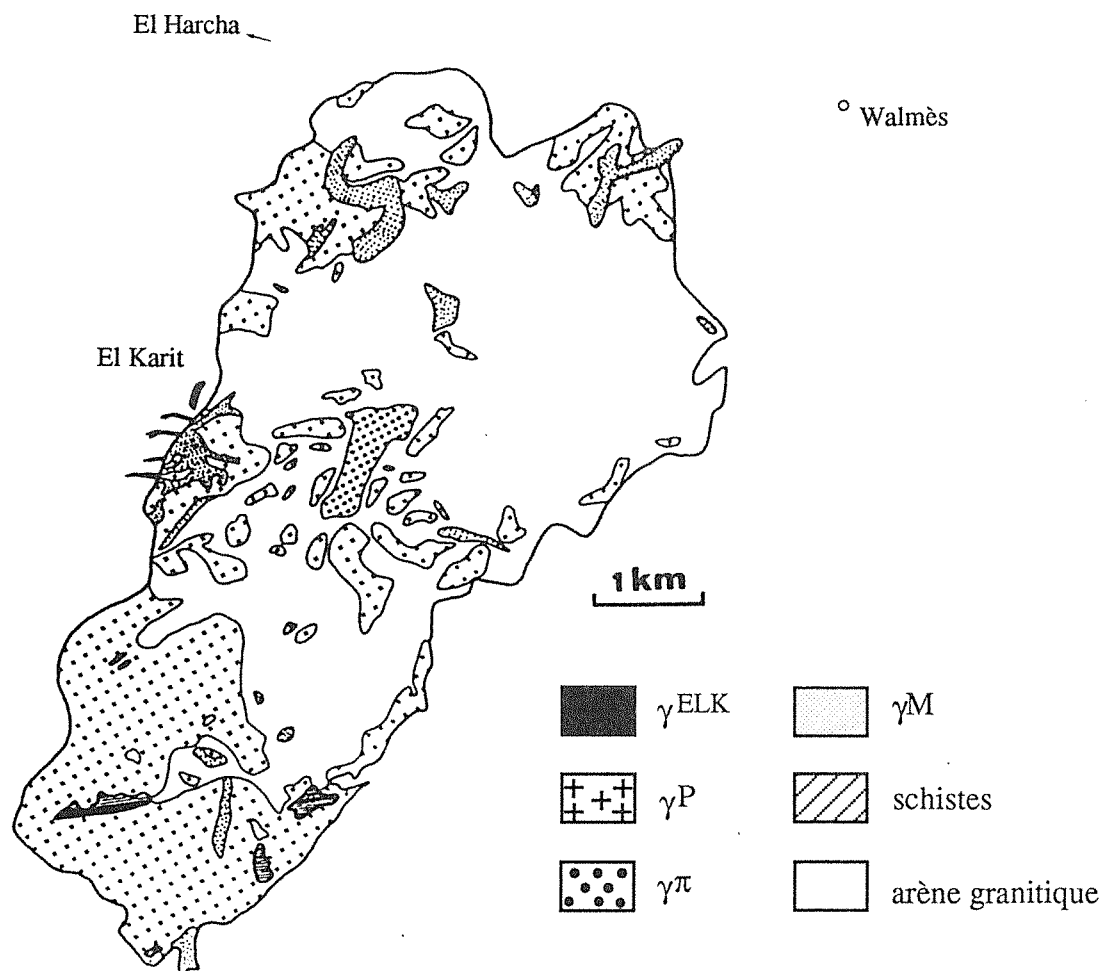 El Harcha
Walmès
El Karit
1 km
γELK
γM
γP
schistes
γπ
arène granitique